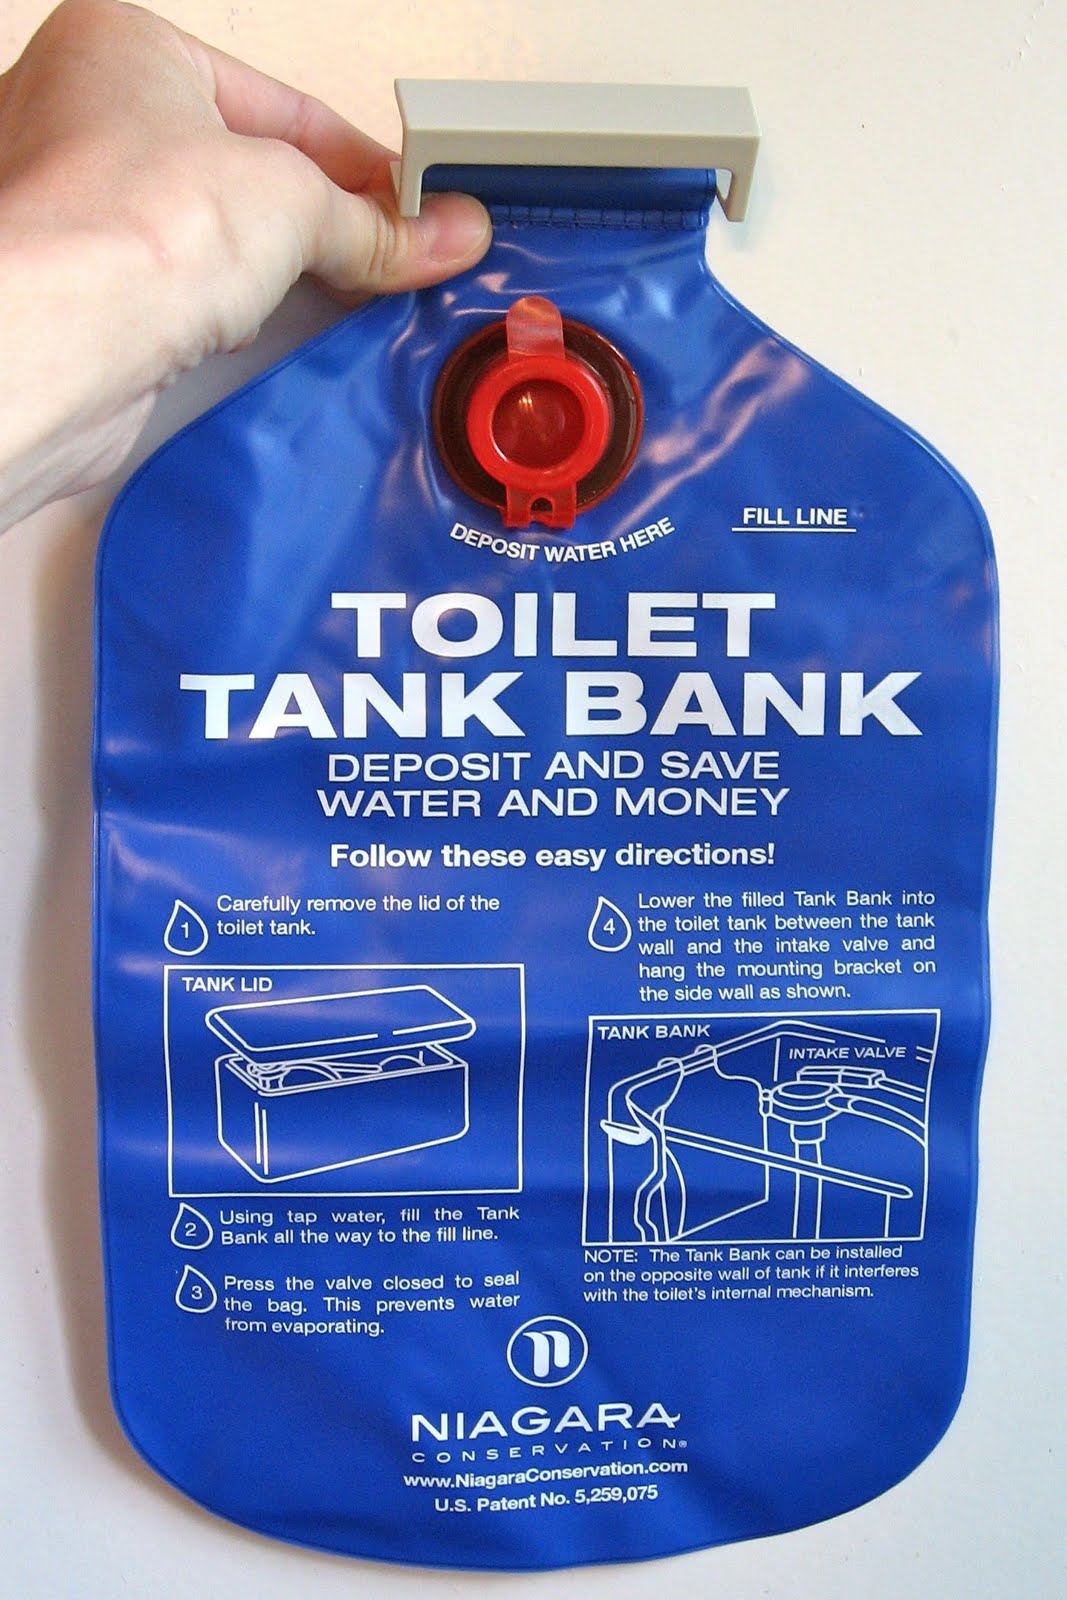 DEPOSIT WATER HERE
FILL LINE
TOILET
TANK BANK
DEPOSIT AND SAVE
WATER AND MONEY
Follow these easy directions!
1
Carefully remove the lid of the
toilet tank.
TANK LID
2
Using tap water, fill the Tank
Bank all the way to the fill line.
3
Press the valve closed to seal
the bag. This prevents water
from evaporating.
4
Lower the filled Tank Bank into
the toilet tank between the tank
wall and the intake valve and
hang the mounting bracket on
the side wall as shown.
TANK BANK
INTAKE VALVE
NOTE: The Tank Bank can be installed
on the opposite wall of tank if it interferes
with the toilet's internal mechanism.
n
NIAGARA
CONSERVATION®
www.NiagaraConservation.com
U.S. Patent No. 5,259,075